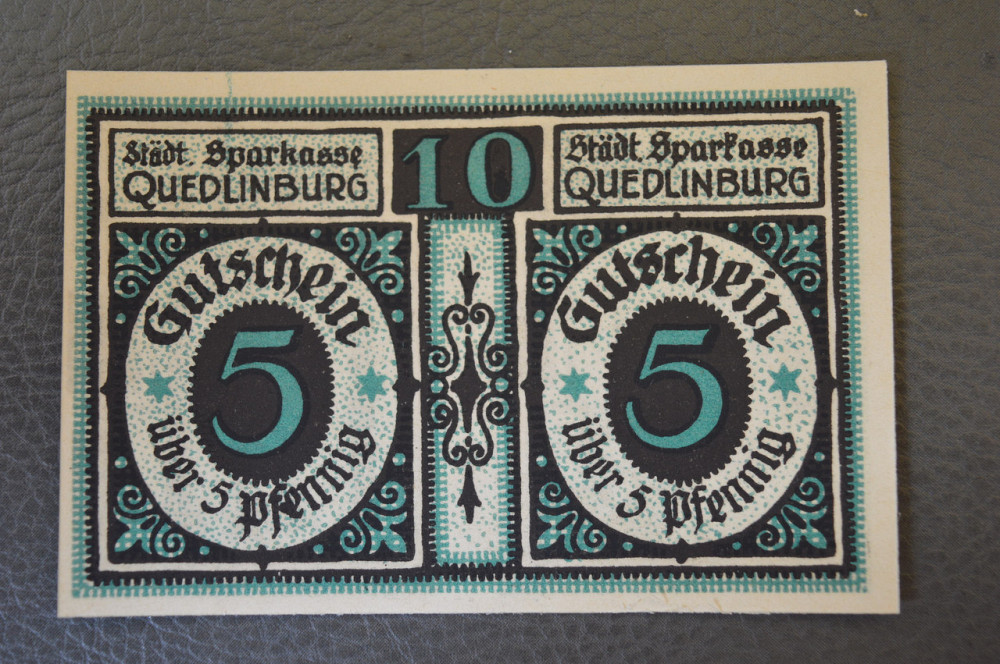 Städt. Sparkasse
QUEDLINBURG
10
Städt. Sparkasse
QUEDLINBURG
Gutschein
5
über 5 Pfennig
Gutschein
5
über 5 Pfennig